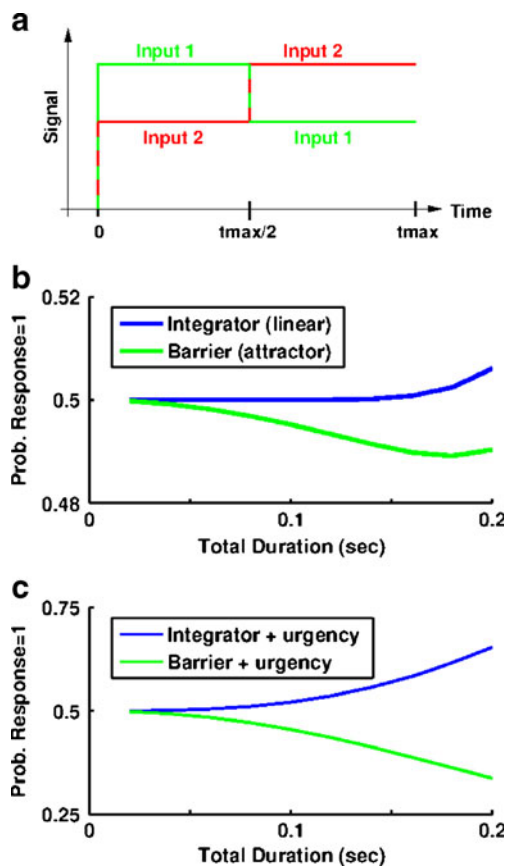 a
Input 1
Input 2
Signal
Input 2
Input 1
Time
0
tmax/2
tmax
b
0.52
Integrator (linear)
Barrier (attractor)
Prob. Response=1
0.5
0.48
0
0.1
0.2
Total Duration (sec)
c
0.75
Integrator + urgency
Barrier + urgency
Prob. Response=1
0.5
0.25
0
0.1
0.2
Total Duration (sec)